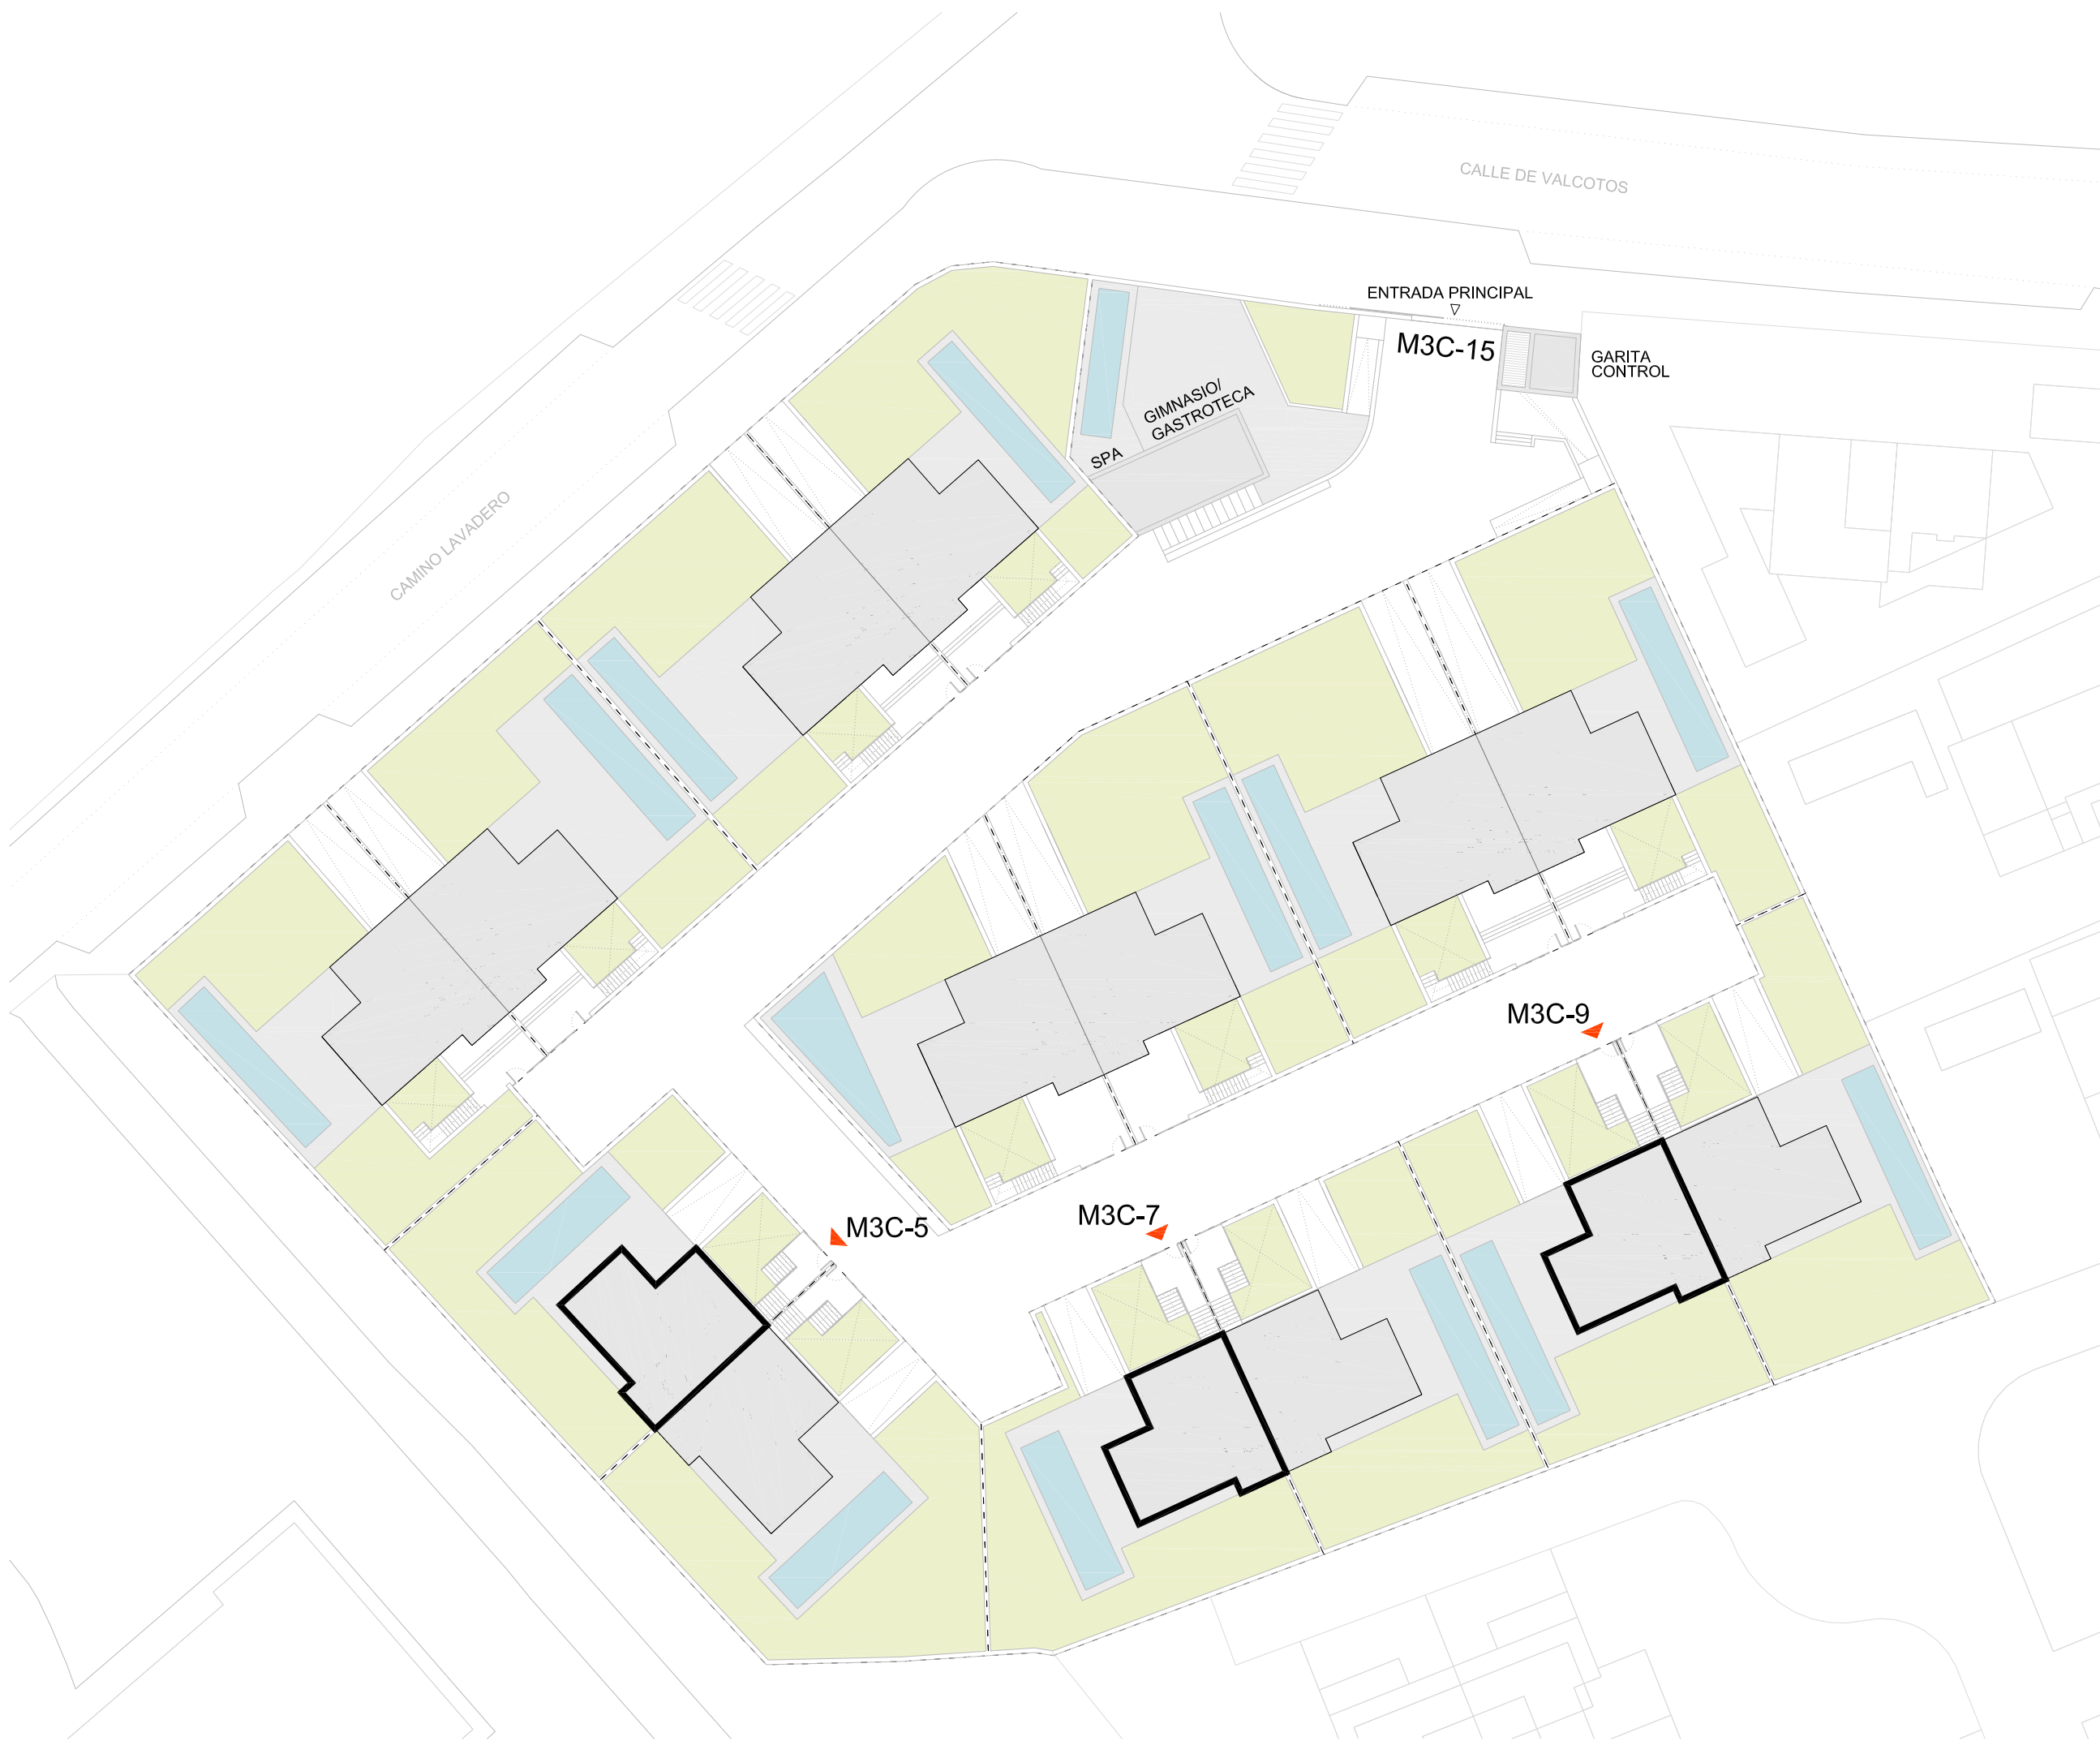 CALLE DE VALCOTOS
ENTRADA PRINCIPAL
M3C-15
GARITA
CONTROL
GIMNASIO/
GASTROTECA
SPA
CAMINO LAVADERO
M3C-9
M3C-7
M3C-5